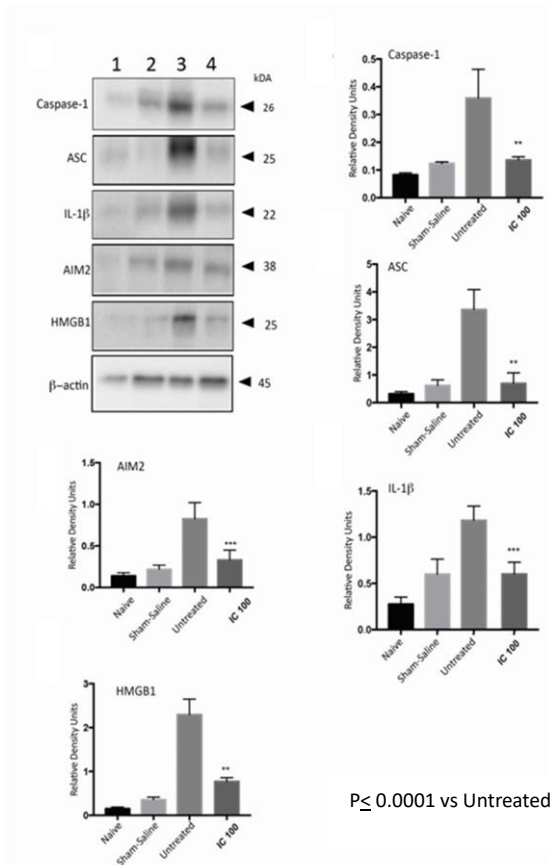 1 2 3 4
kDA
Caspase-1 26
ASC 25
IL-1β 22
AIM2 38
HMGB1 25
β–actin 45
Caspase-1
Relative Density Units
0.5
0.4
0.3
0.2
0.1
0.0
**
Naive
Sham-Saline
Untreated
IC 100
ASC
Relative Density Units
5
4
3
2
1
0
**
Naive
Sham-Saline
Untreated
IC 100
AIM2
Relative Density Units
1.5
1.0
0.5
0.0
***
Naive
Sham-Saline
Untreated
IC 100
IL-1β
Relative Density Units
1.5
1.0
0.5
0.0
***
Naive
Sham-Saline
Untreated
IC 100
HMGB1
Relative Density Units
3
2
1
0
**
Naive
Sham-Saline
Untreated
IC 100
P≤ 0.0001 vs Untreated